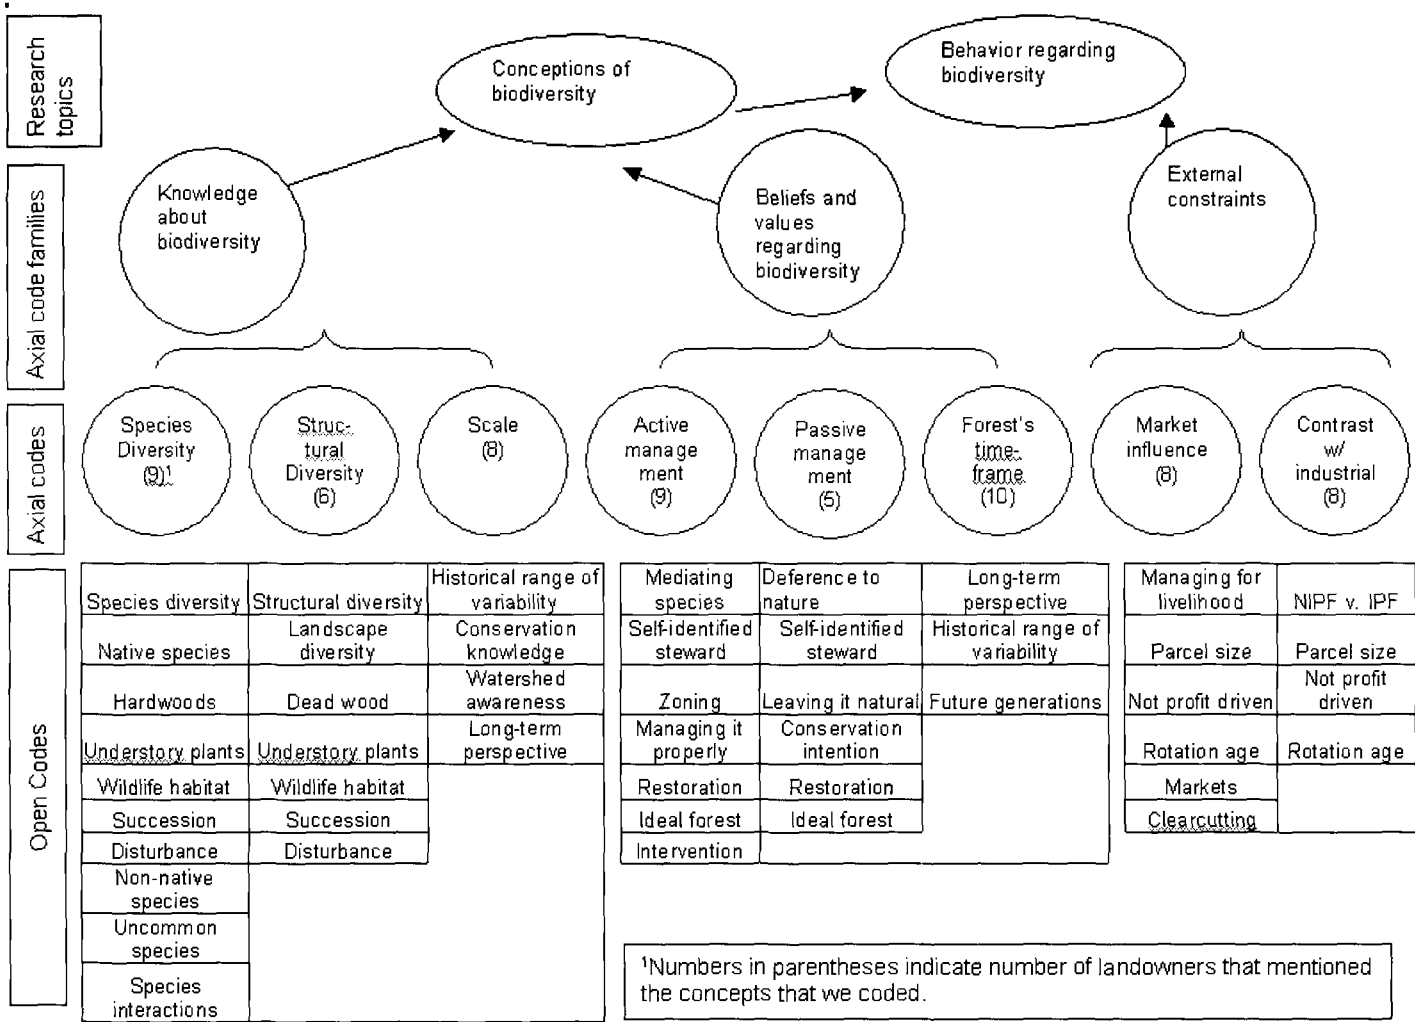 Research
topics
Conceptions of
biodiversity
Behavior regarding
biodiversity
Axial code families
Knowledge
about
biodiversity
Beliefs and
values
regarding
biodiversity
External
constraints
Axial codes
Species
Diversity
(9)¹
Struc-
tural
Diversity
(6)
Scale
(8)
Active
manage
ment
(9)
Passive
manage
ment
(5)
Forest's
time-
frame
(10)
Market
influence
(8)
Contrast
w/
industrial
(8)
Open Codes
Species diversity
Native species
Hardwoods
Understory plants
Wildlife habitat
Succession
Disturbance
Non-native
species
Uncommon
species
Species
interactions
Structural diversity
Landscape
diversity
Dead wood
Understory plants
Wildlife habitat
Succession
Disturbance
Historical range of
variability
Conservation
knowledge
Watershed
awareness
Long-term
perspective
Mediating
species
Self-identified
steward
Zoning
Managing it
properly
Restoration
Ideal forest
Intervention
Deference to
nature
Self-identified
steward
Leaving it natural
Conservation
intention
Restoration
Ideal forest
Long-term
perspective
Historical range of
variability
Future generations
Managing for
livelihood
Parcel size
Not profit driven
Rotation age
Markets
Clearcutting
NIPF v. IPF
Parcel size
Not profit
driven
Rotation age
¹Numbers in parentheses indicate number of landowners that mentioned
the concepts that we coded.